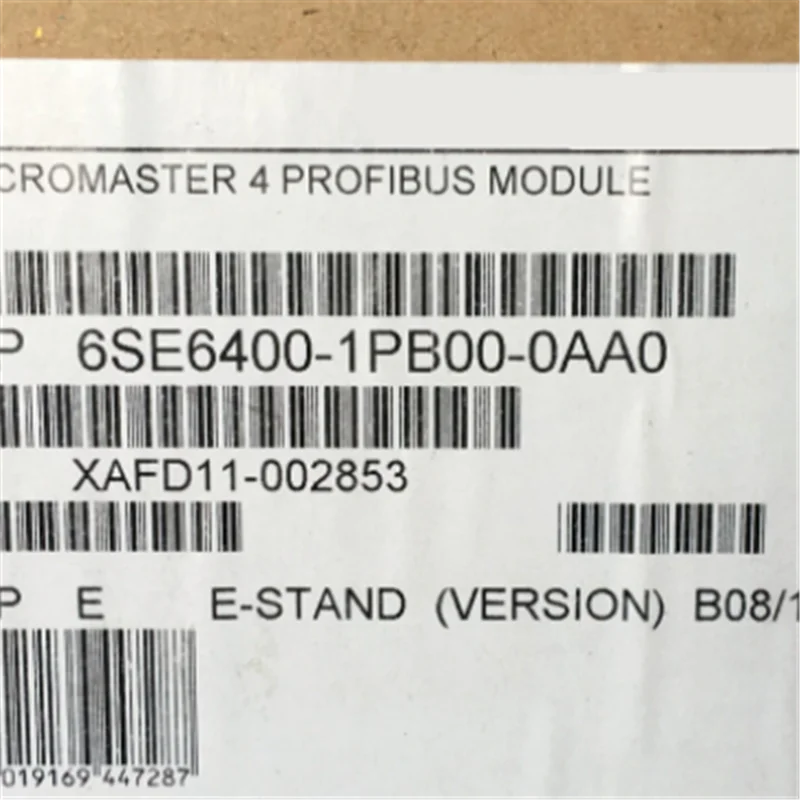 CROMASTER 4 PROFIBUS MODULE
P 6SE6400-1PB00-0AA0
XAFD11-002853
P E E-STAND (VERSION) B08/1
019169 447287